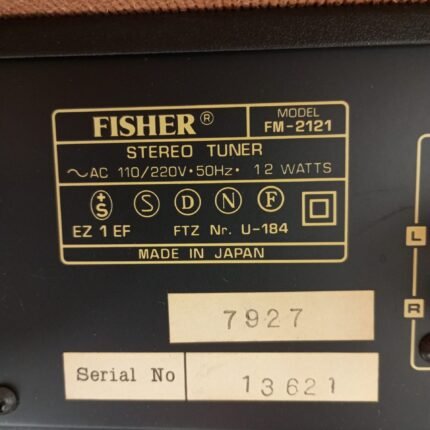 FISHER®
MODEL
FM-2121
STEREO TUNER
～AC 110/220V•50Hz• 12 WATTS
+S S D N F
EZ 1 EF FTZ Nr. U-184
MADE IN JAPAN
L
7927
R
Serial No 13621